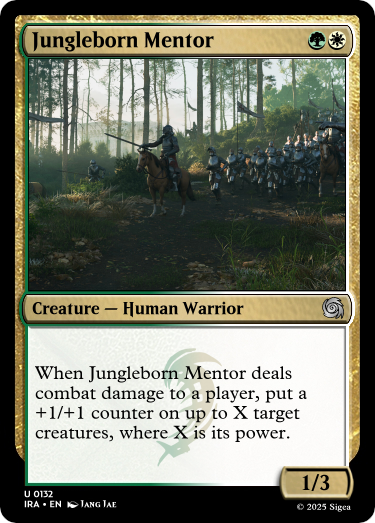 Jungleborn Mentor
Creature — Human Warrior
When Jungleborn Mentor deals
combat damage to a player, put a
+1/+1 counter on up to X target
creatures, where X is its power.
1/3
U 0132
IRA • EN Jang Jae
© 2025 Sigea